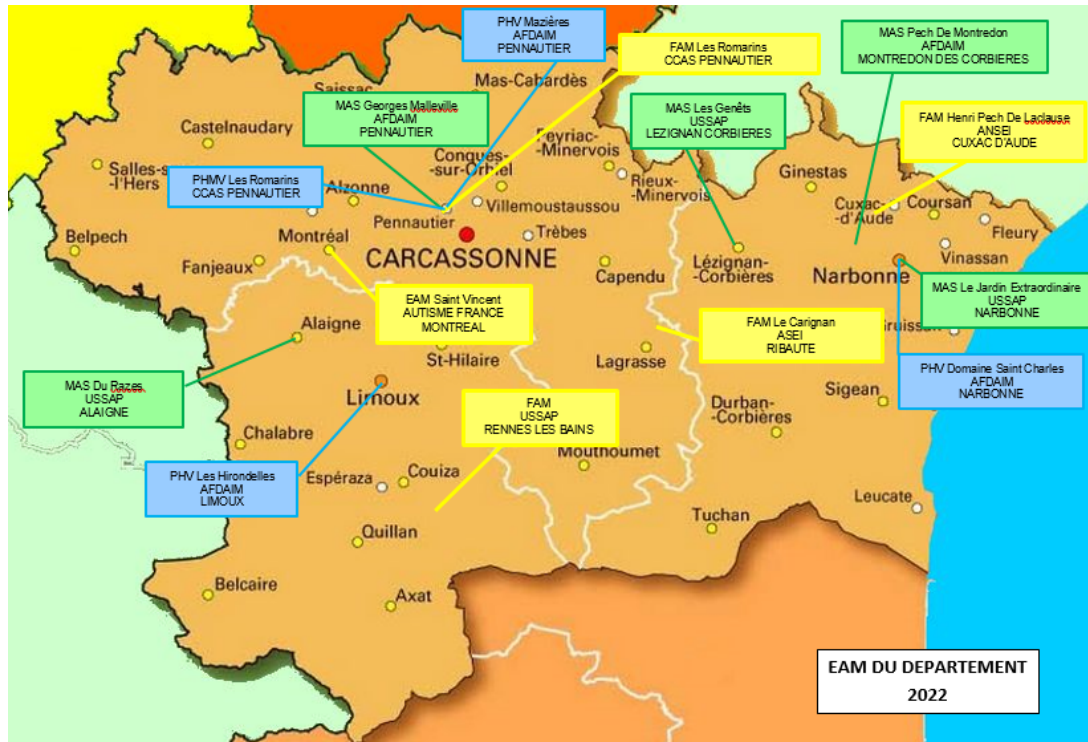 PHV Mazières
AFDAIM
PENNAUTIER
FAM Les Romarins
CCAS PENNAUTIER
MAS Pech De Montredon
AFDAIM
MONTREDON DES CORBIERES
MAS Georges Malleville
AFDAIM
PENNAUTIER
MAS Les Genêts
USSAP
LEZIGNAN CORBIERES
FAM Henri Pech De Laclause
ANSEI
CUXAC D'AUDE
PHMV Les Romarins
CCAS PENNAUTIER
EAM Saint Vincent
AUTISME FRANCE
MONTREAL
MAS Le Jardin Extraordinaire
USSAP
NARBONNE
FAM Le Carignan
ASEI
RIBAUTE
PHV Domaine Saint Charles
AFDAIM
NARBONNE
MAS Du Razes
USSAP
ALAIGNE
FAM
USSAP
RENNES LES BAINS
PHV Les Hirondelles
AFDAIM
LIMOUX
Saissac
Mas-Cabardès
Castelnaudary
Salles-s
-l'Hers
Peyriac-
-Minervois
Conques-
-sur-Orbiel
Rieux-
-Minervois
Ginestas
Alzonne
Villemoustaussou
Pennautier
Trèbes
Cuxac-
-d'Aude
Coursan
Fleury
Vinassan
Belpech
Montréal
Fanjeaux
CARCASSONNE
Capendu
Lézignan-
-Corbières
Narbonne
Alaigne
St-Hilaire
Lagrasse
Limoux
Durban-
-Corbières
Sigean
Chalabre
Mouthoumet
Espéraza
Couiza
Leucate
Quillan
Tuchan
Belcaire
Axat
EAM DU DEPARTEMENT
2022